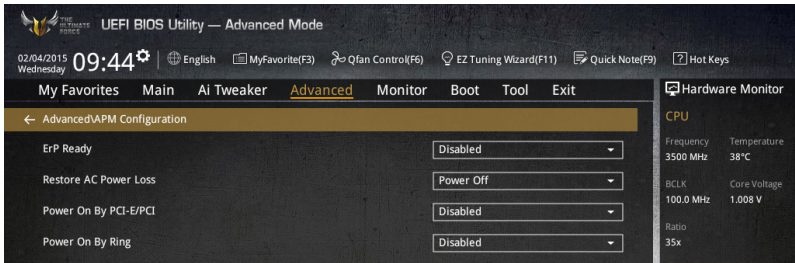 THE ULTIMATE FORCE
UEFI BIOS Utility — Advanced Mode
02/04/2015
Wednesday
09:44
English
MyFavorite(F3)
Qfan Control(F6)
EZ Tuning Wizard(F11)
Quick Note(F9)
? Hot Keys
My Favorites
Main
Ai Tweaker
Advanced
Monitor
Boot
Tool
Exit
Hardware Monitor
← Advanced\APM Configuration
ErP Ready
Disabled
Restore AC Power Loss
Power Off
Power On By PCI-E/PCI
Disabled
Power On By Ring
Disabled
CPU
Frequency
Temperature
3500 MHz
38°C
BCLK
Core Voltage
100.0 MHz
1.008 V
Ratio
35x